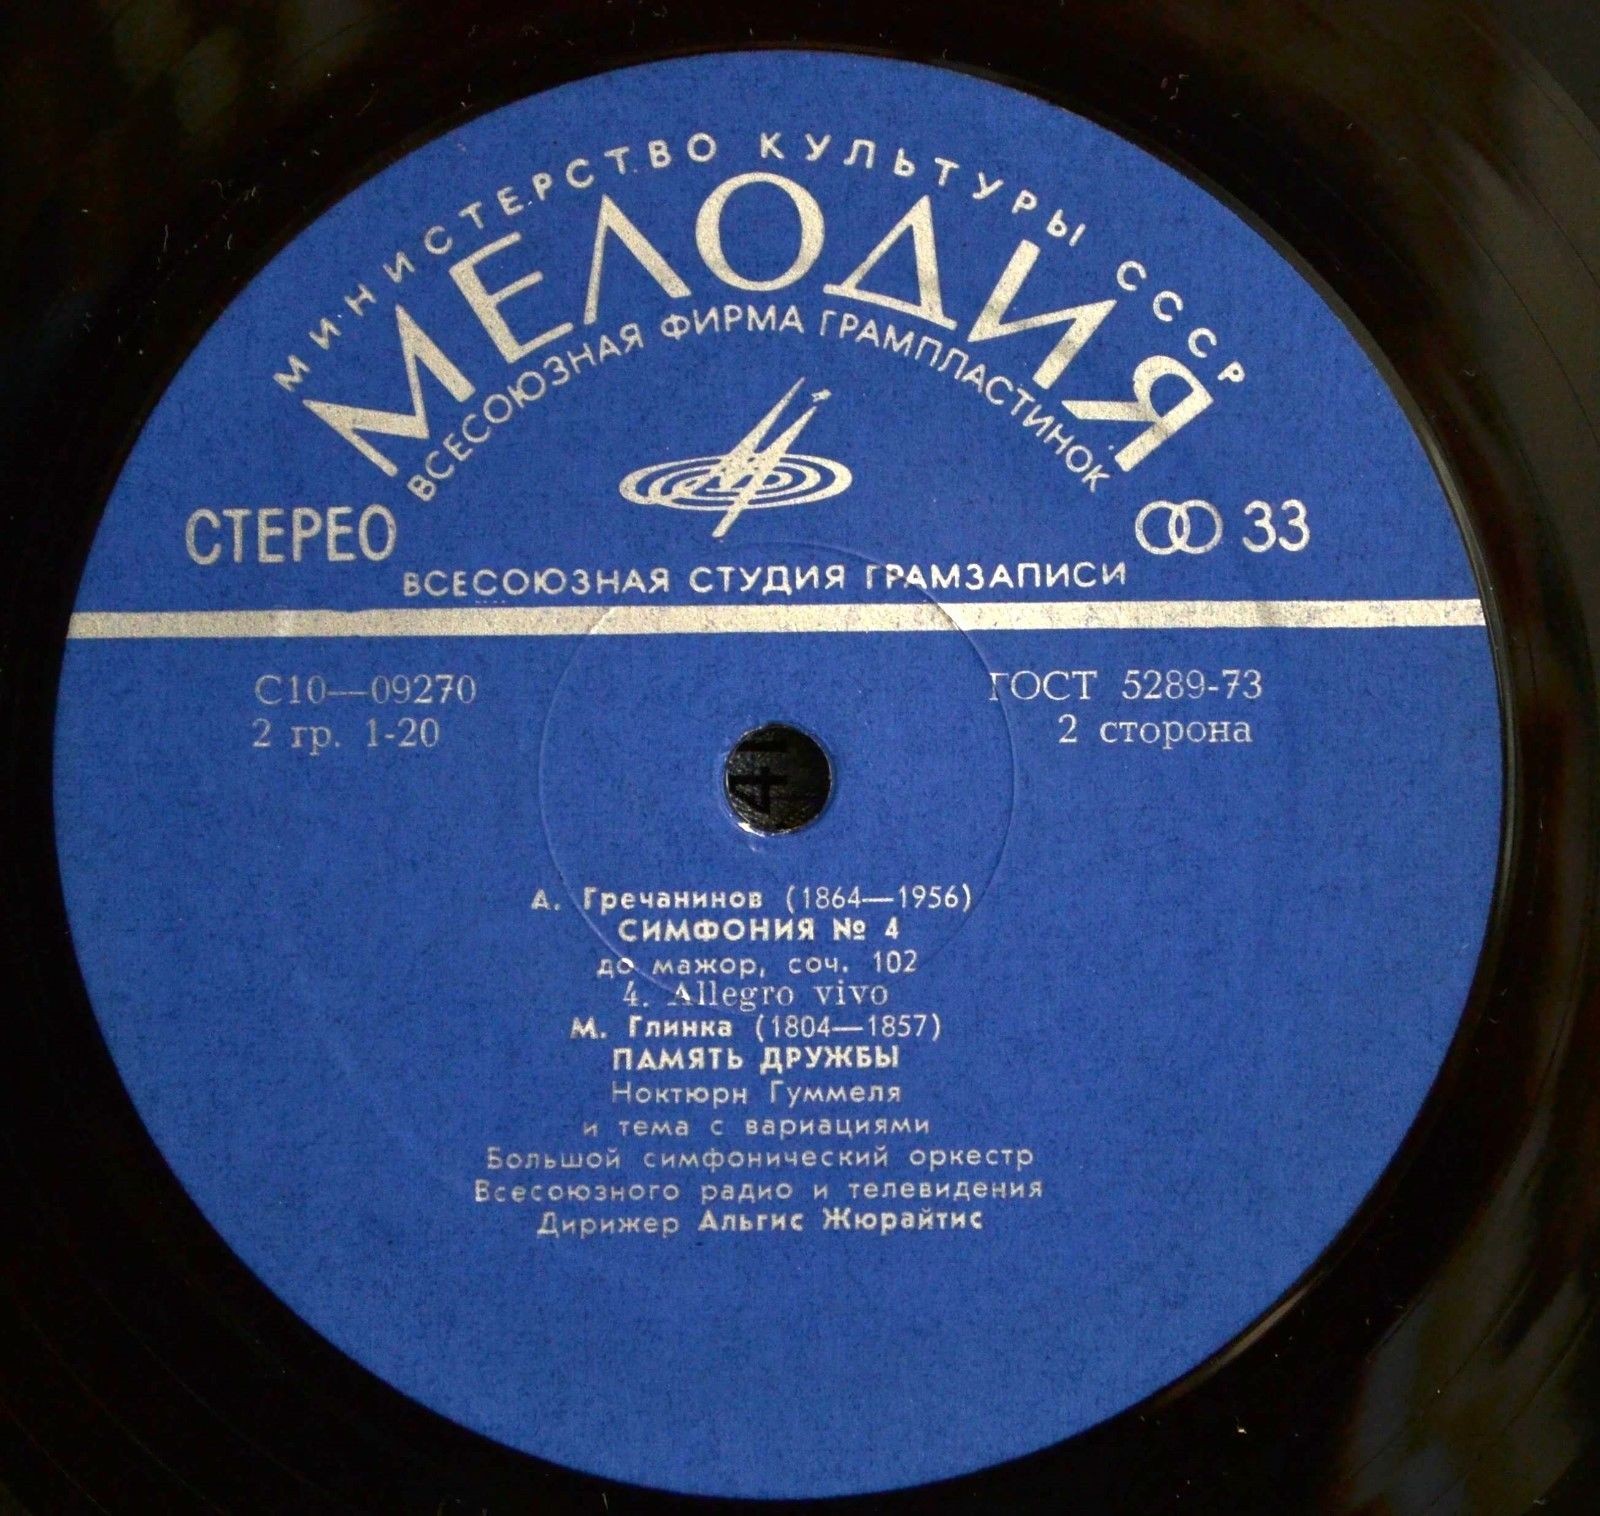 МИНИСТЕРСТВО КУЛЬТУРЫ СССР
МЕЛОДИЯ
ВСЕСОЮЗНАЯ ФИРМА ГРАМПЛАСТИНОК
СТЕРЕО
33
ВСЕСОЮЗНАЯ СТУДИЯ ГРАМЗАПИСИ
С10—09270
ГОСТ 5289-73
2 гр. 1-20
2 сторона
А. Гречанинов (1864—1956)
СИМФОНИЯ № 4
до мажор, соч. 102
4. Allegro vivo
М. Глинка (1804—1857)
ПАМЯТЬ ДРУЖБЫ
Ноктюрн Гуммеля
и тема с вариациями
Большой симфонический оркестр
Всесоюзного радио и телевидения
Дирижер Альгис Жюрайтис